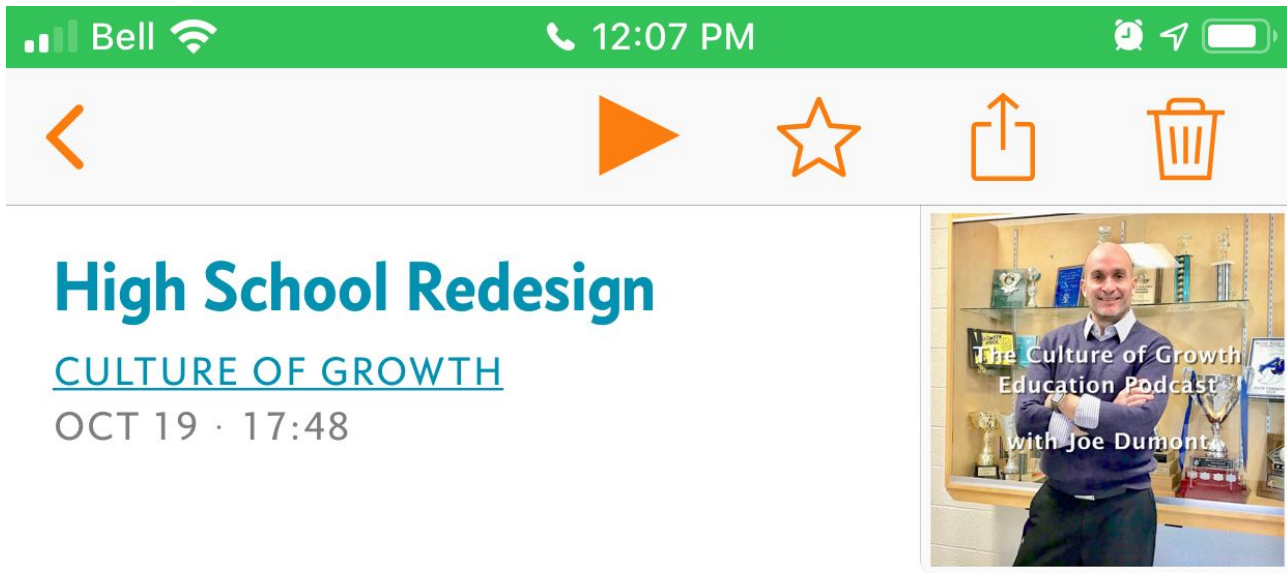 Bell 12:07 PM
High School Redesign
CULTURE OF GROWTH
OCT 19 · 17:48
The Culture of Growth
Education Podcast
with Joe Dumont